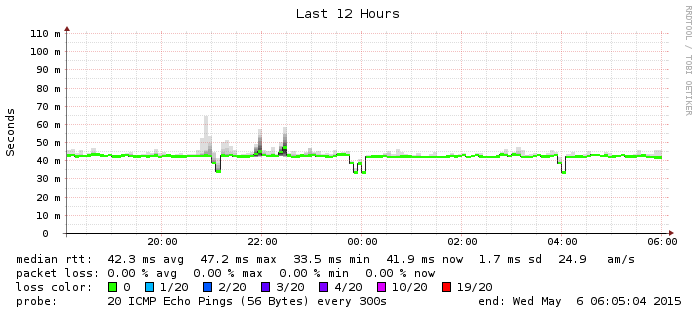 Last 12 Hours
RRDTOOL / TOBI OETIKER
Seconds
110 m
100 m
90 m
80 m
70 m
60 m
50 m
40 m
30 m
20 m
10 m
0
20:00 22:00 00:00 02:00 04:00 06:00
median rtt: 42.3 ms avg 47.2 ms max 33.5 ms min 41.9 ms now 1.7 ms sd 24.9 am/s
packet loss: 0.00 % avg 0.00 % max 0.00 % min 0.00 % now
loss color: 0 1/20 2/20 3/20 4/20 10/20 19/20
probe: 20 ICMP Echo Pings (56 Bytes) every 300s end: Wed May 6 06:05:04 2015